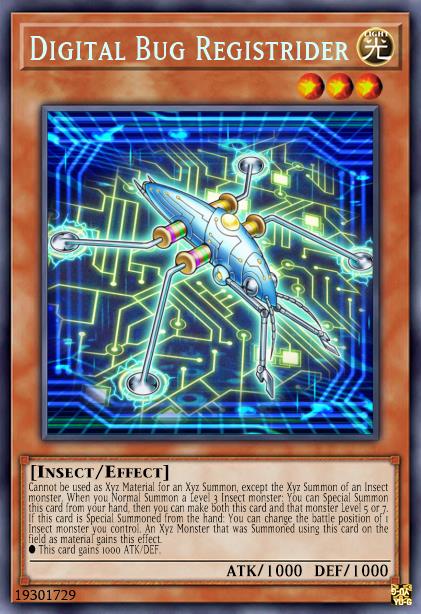 Digital Bug Registrider
LIGHT
光
[Insect/Effect]
Cannot be used as Xyz Material for an Xyz Summon, except the Xyz Summon of an Insect
monster. When you Normal Summon a Level 3 Insect monster: You can Special Summon
this card from your hand, then you can make both this card and that monster Level 5 or 7.
If this card is Special Summoned from the hand: You can change the battle position of 1
Insect monster you control. An Xyz Monster that was Summoned using this card on the
field as material gains this effect.
● This card gains 1000 ATK/DEF.
ATK/1000 DEF/1000
19301729